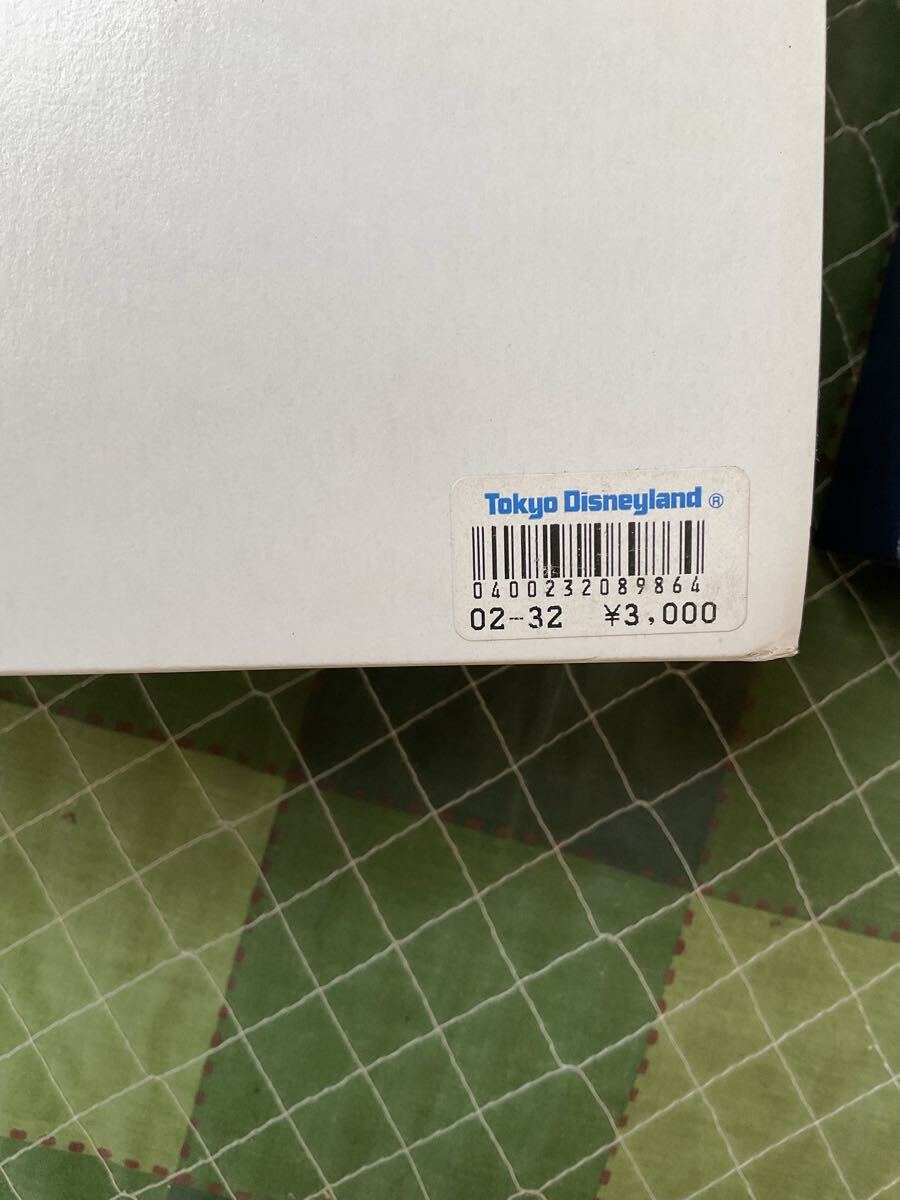 Tokyo Disneyland ®
0400232089864
02-32 ¥3,000